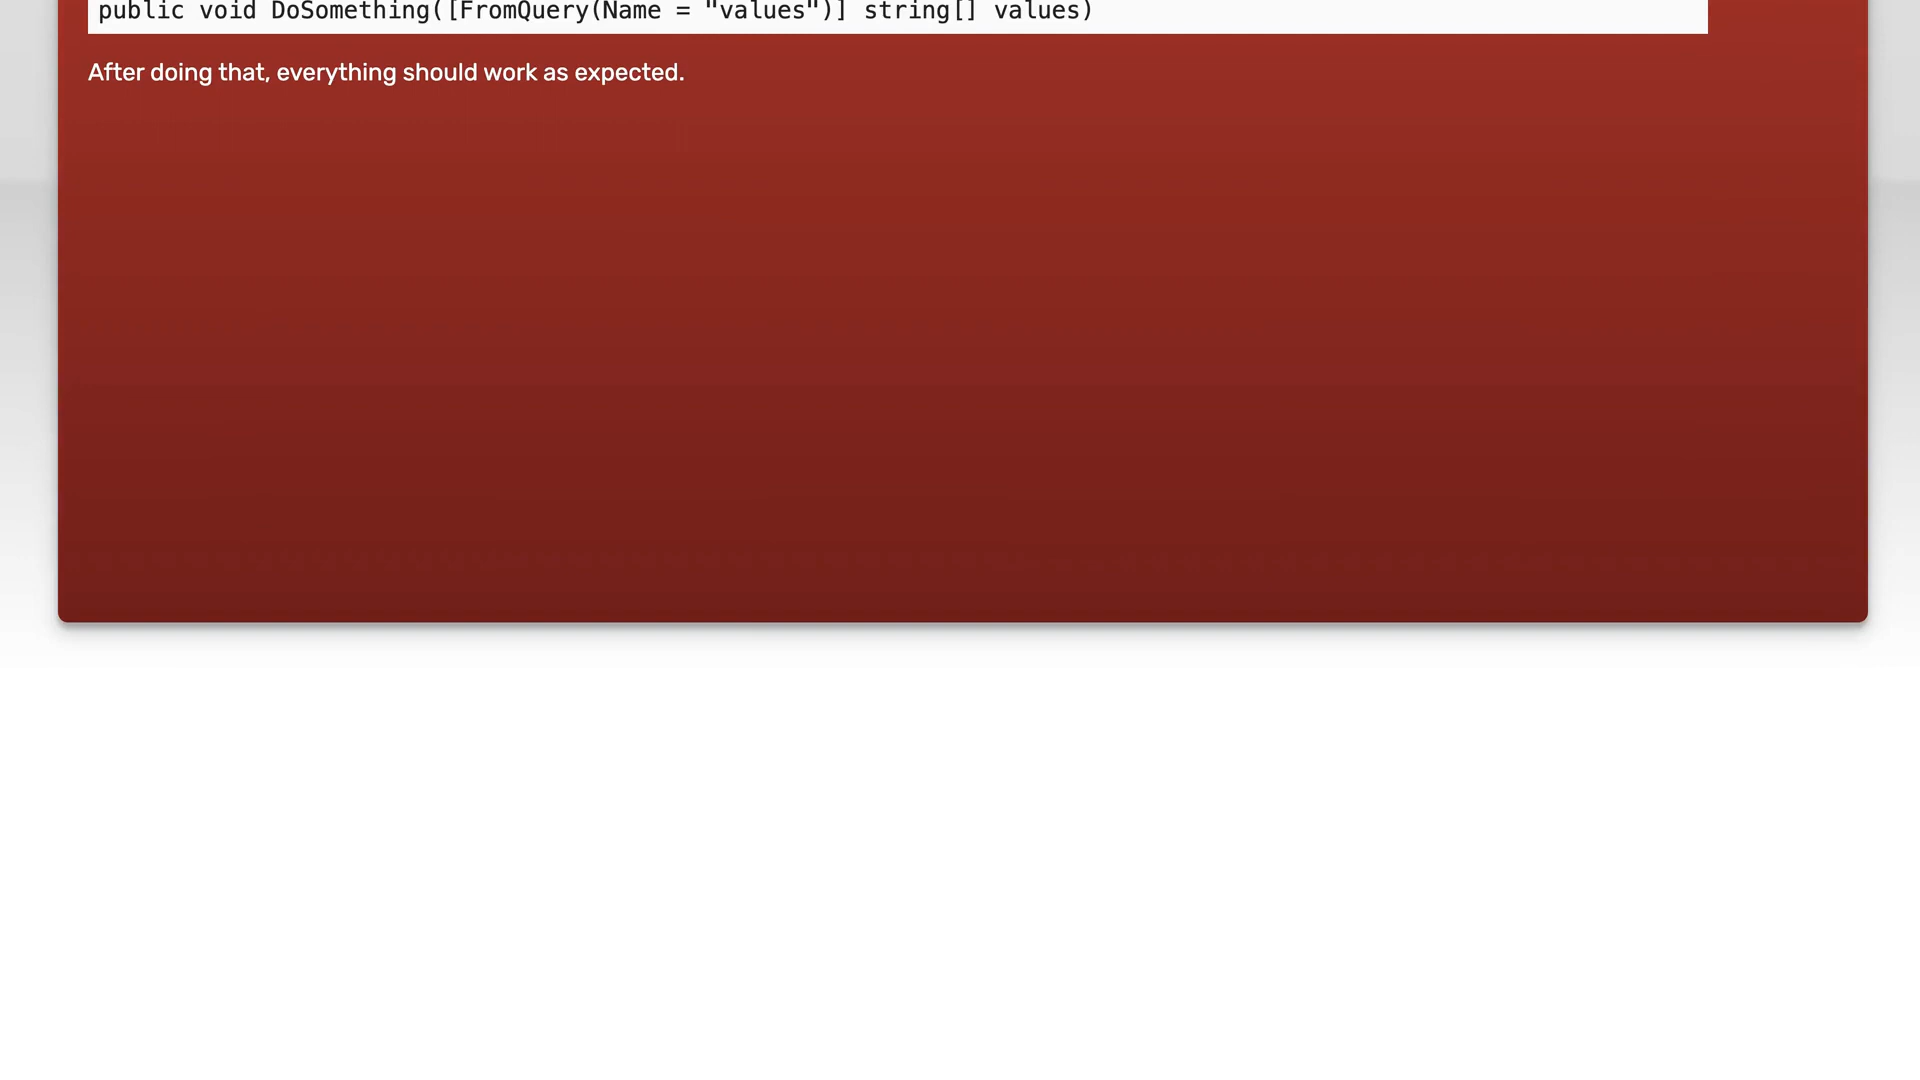 public void DoSomething([FromQuery(Name = "values")] string[] values)
After doing that, everything should work as expected.